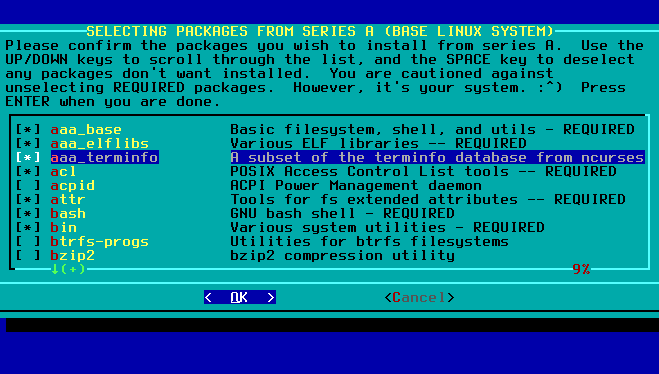 SELECTING PACKAGES FROM SERIES A (BASE LINUX SYSTEM)
Please confirm the packages you wish to install from series A.  Use the
UP/DOWN keys to scroll through the list, and the SPACE key to deselect
any packages don't want installed.  You are cautioned against
unselecting REQUIRED packages.  However, it's your system. :^)  Press
ENTER when you are done.
[*] aaa_base Basic filesystem, shell, and utils - REQUIRED
[*] aaa_elflibs Various ELF libraries -- REQUIRED
[*] aaa_terminfo A subset of the terminfo database from ncurses
[*] acl POSIX Access Control List tools -- REQUIRED
[ ] acpid ACPI Power Management daemon
[*] attr Tools for fs extended attributes -- REQUIRED
[*] bash GNU bash shell - REQUIRED
[*] bin Various system utilities - REQUIRED
[ ] btrfs-progs Utilities for btrfs filesystems
[ ] bzip2 bzip2 compression utility
↓(+) 9%
<  OK  > <Cancel>